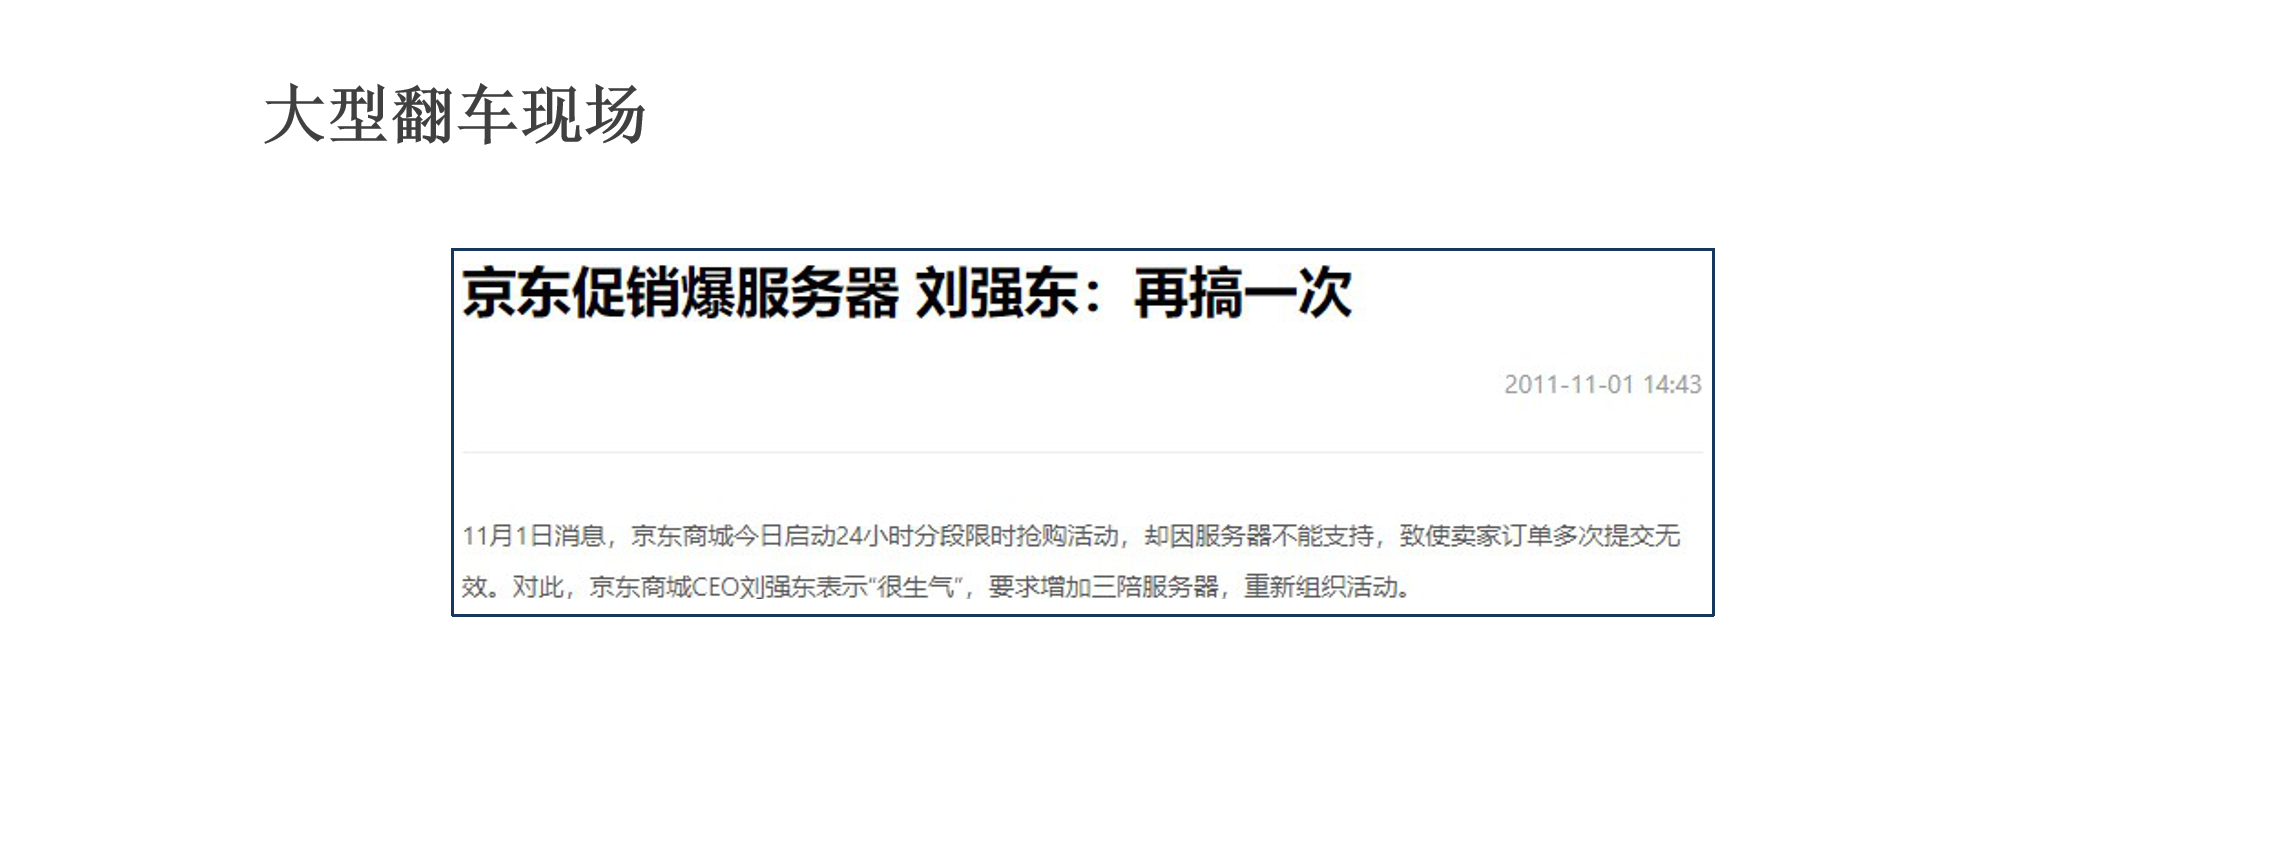 大型翻车现场
京东促销爆服务器 刘强东：再搞一次
2011-11-01 14:43
11月1日消息，京东商城今日启动24小时分段限时抢购活动，却因服务器不能支持，致使卖家订单多次提交无
效。对此，京东商城CEO刘强东表示“很生气”，要求增加三陪服务器，重新组织活动。